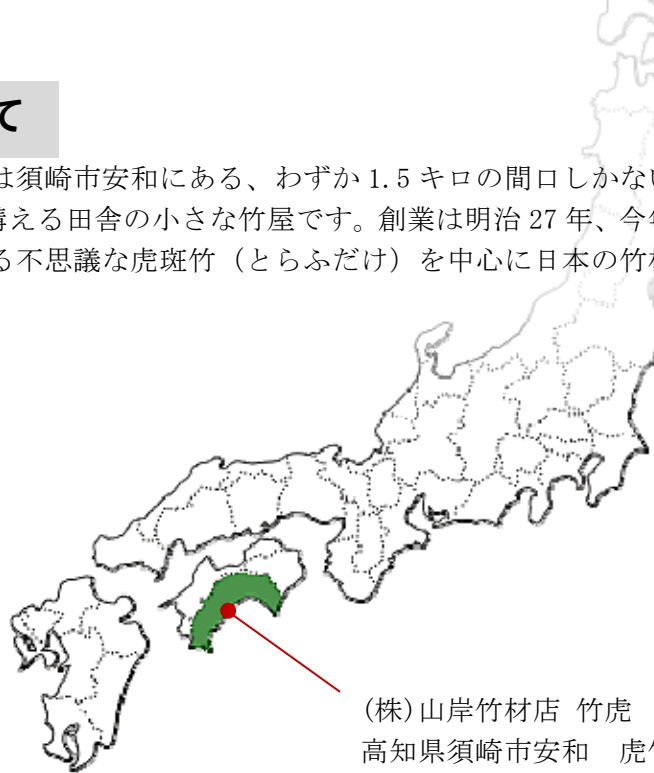 て
は須崎市安和にある、わずか 1.5 キロの間口しかない
構える田舎の小さな竹屋です。創業は明治 27 年、今年
る不思議な虎斑竹（とらふだけ）を中心に日本の竹材
(株)山岸竹材店 竹虎
高知県須崎市安和　虎竹